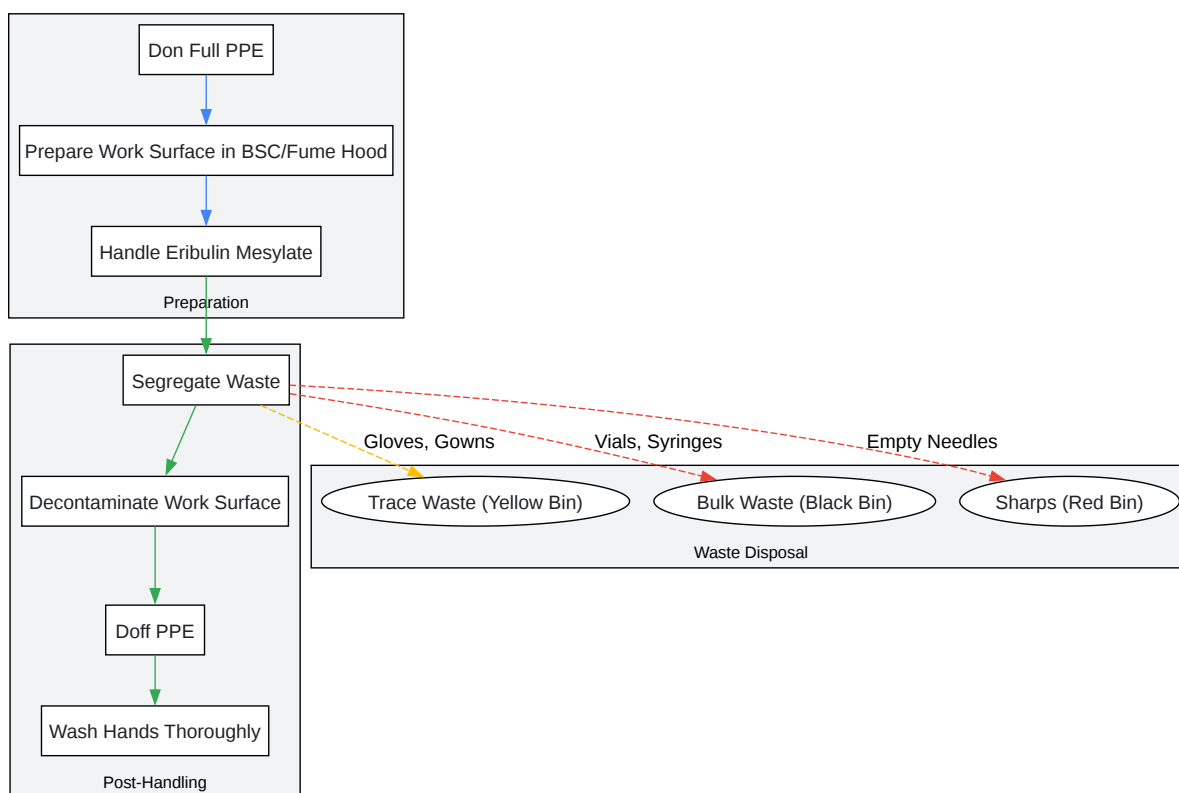 Don Full PPE
Prepare Work Surface in BSC/Fume Hood
Handle Eribulin Mesylate
Preparation
Segregate Waste
Gloves, Gowns
Vials, Syringes
Empty Needles
Decontaminate Work Surface
Trace Waste (Yellow Bin)
Bulk Waste (Black Bin)
Sharps (Red Bin)
Waste Disposal
Doff PPE
Wash Hands Thoroughly
Post-Handling